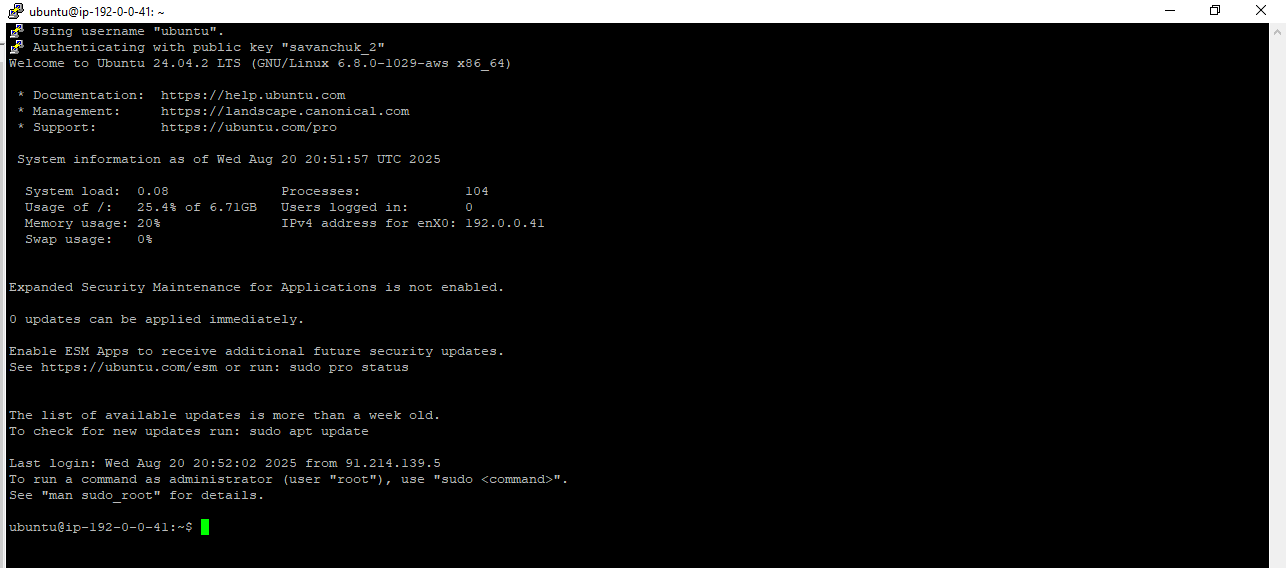 ubuntu@ip-192-0-0-41: ~
Using username "ubuntu".
Authenticating with public key "savanchuk_2"
Welcome to Ubuntu 24.04.2 LTS (GNU/Linux 6.8.0-1029-aws x86_64)
* Documentation:  https://help.ubuntu.com
* Management:     https://landscape.canonical.com
* Support:        https://ubuntu.com/pro
System information as of Wed Aug 20 20:51:57 UTC 2025
System load:  0.08              Processes:             104
Usage of /:   25.4% of 6.71GB   Users logged in:       0
Memory usage: 20%               IPv4 address for enX0: 192.0.0.41
Swap usage:   0%
Expanded Security Maintenance for Applications is not enabled.
0 updates can be applied immediately.
Enable ESM Apps to receive additional future security updates.
See https://ubuntu.com/esm or run: sudo pro status
The list of available updates is more than a week old.
To check for new updates run: sudo apt update
Last login: Wed Aug 20 20:52:02 2025 from 91.214.139.5
To run a command as administrator (user "root"), use "sudo <command>".
See "man sudo_root" for details.
ubuntu@ip-192-0-0-41:~$